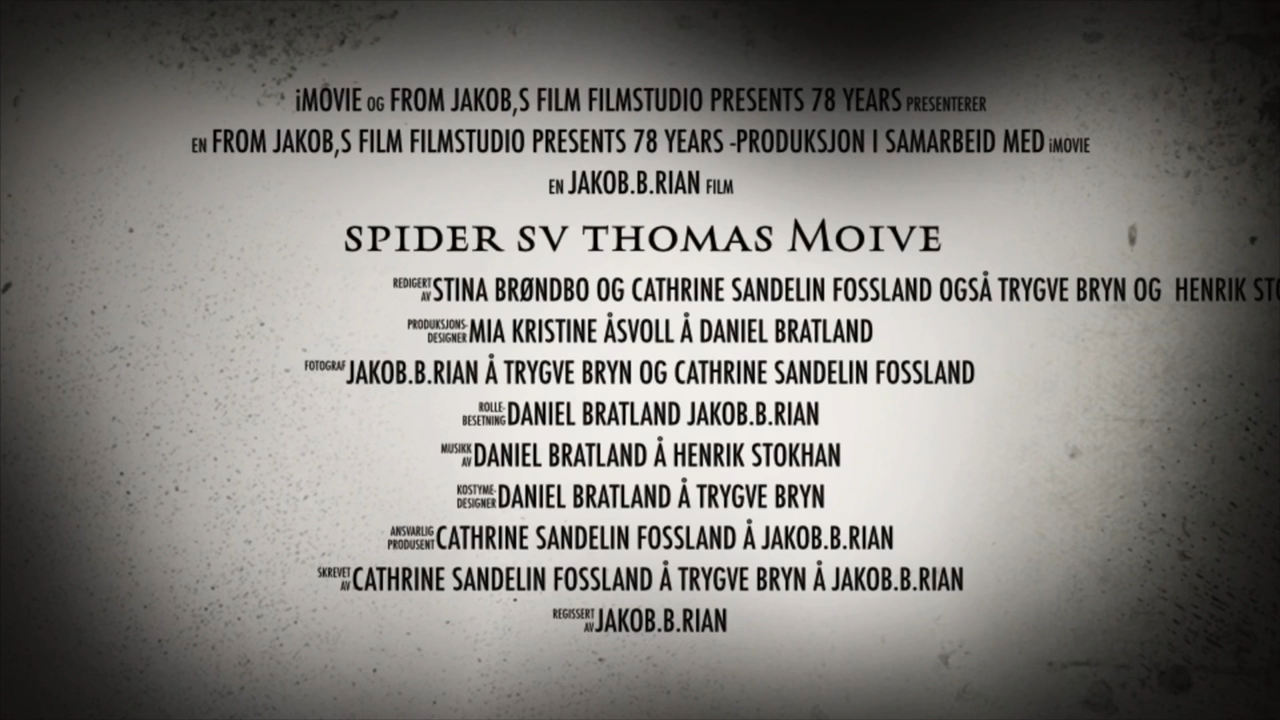 iMOVIE OG FROM JAKOB,S FILM FILMSTUDIO PRESENTS 78 YEARS PRESENTERER
EN FROM JAKOB,S FILM FILMSTUDIO PRESENTS 78 YEARS -PRODUKSJON I SAMARBEID MED iMOVIE
EN JAKOB.B.RIAN FILM
SPIDER SV THOMAS MOIVE
REDIGERT AV STINA BRØNDBO OG CATHRINE SANDELIN FOSSLAND OGSÅ TRYGVE BRYN OG HENRIK
PRODUKSJONS-DESIGNER MIA KRISTINE ÅSVOLL Å DANIEL BRATLAND
FOTOGRAF JAKOB.B.RIAN Å TRYGVE BRYN OG CATHRINE SANDELIN FOSSLAND
ROLLE-BESETNING DANIEL BRATLAND JAKOB.B.RIAN
MUSIKK AV DANIEL BRATLAND Å HENRIK STOKHAN
KOSTYME-DESIGNER DANIEL BRATLAND Å TRYGVE BRYN
ANSVARLIG PRODUSENT CATHRINE SANDELIN FOSSLAND Å JAKOB.B.RIAN
SKREVET AV CATHRINE SANDELIN FOSSLAND Å TRYGVE BRYN Å JAKOB.B.RIAN
REGISSERT AV JAKOB.B.RIAN